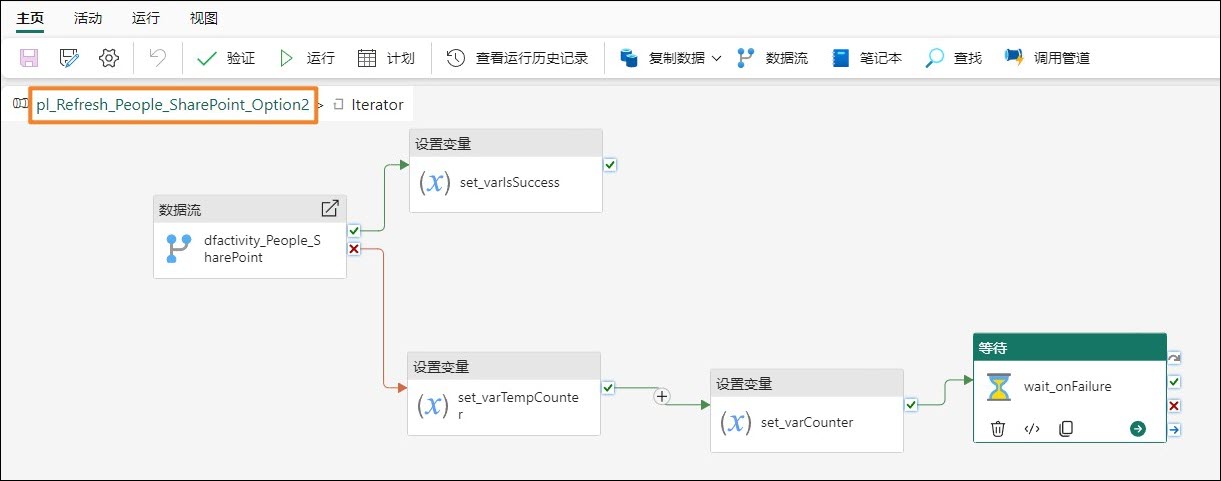 主页 活动 运行 视图
验证 运行 计划 查看运行历史记录 复制数据 数据流 笔记本 查找 调用管道
pl_Refresh_People_SharePoint_Option2 > Iterator
设置变量
(x) set_varIsSuccess
数据流
dfactivity_People_S
harePoint
设置变量
(x) set_varTempCounte
r
设置变量
(x) set_varCounter
等待
wait_onFailure